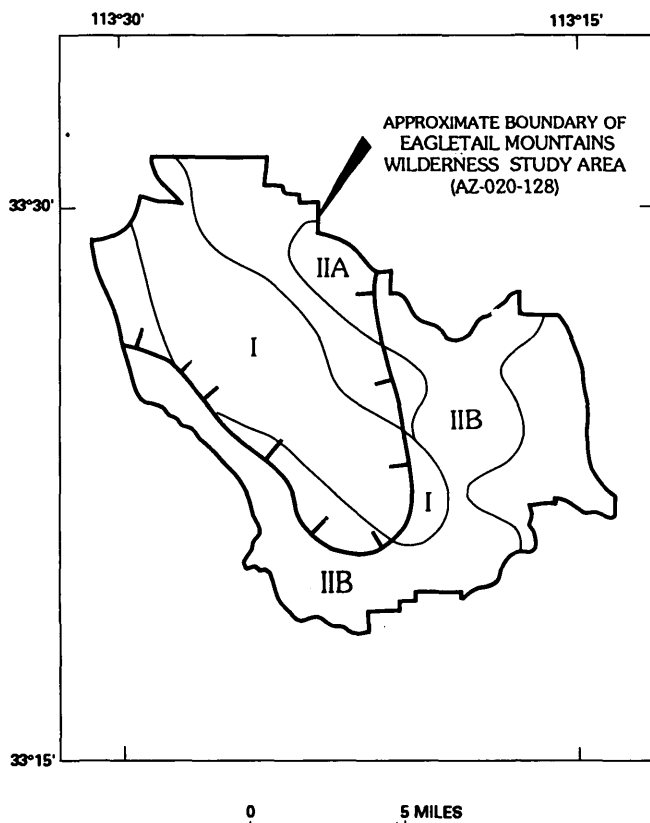 113°30' 113°15'
APPROXIMATE BOUNDARY OF
EAGLETAIL MOUNTAINS
WILDERNESS STUDY AREA
(AZ-020-128)
33°30'
IIA
I
IIB
I
IIB
33°15'
0 5 MILES